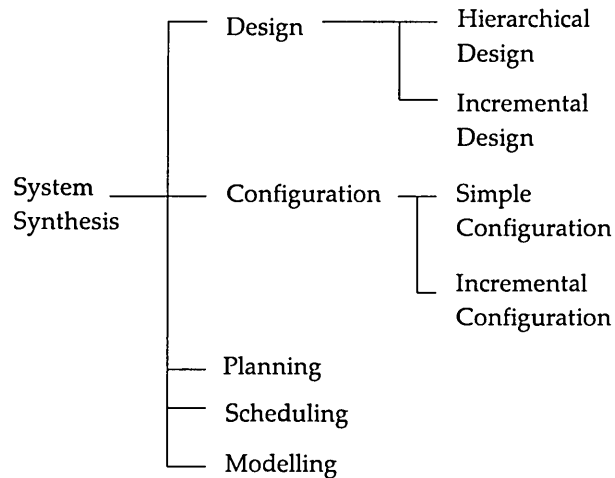 Design
Hierarchical
Design
Incremental
Design
System
Synthesis
Configuration
Simple
Configuration
Incremental
Configuration
Planning
Scheduling
Modelling